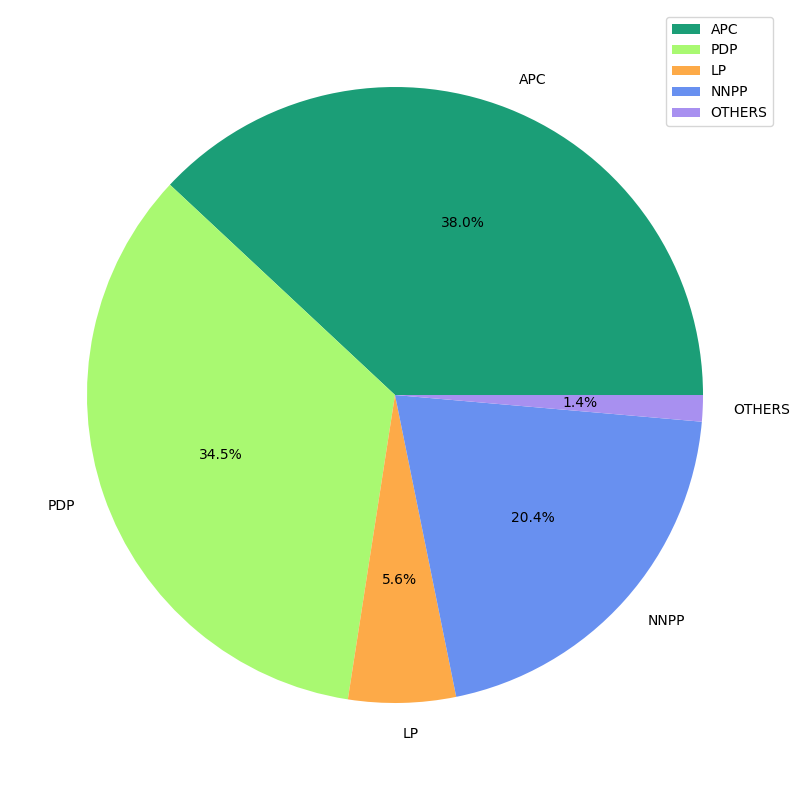 APC
PDP
LP
NNPP
OTHERS
APC
38.0%
PDP
34.5%
LP
5.6%
NNPP
20.4%
OTHERS
1.4%